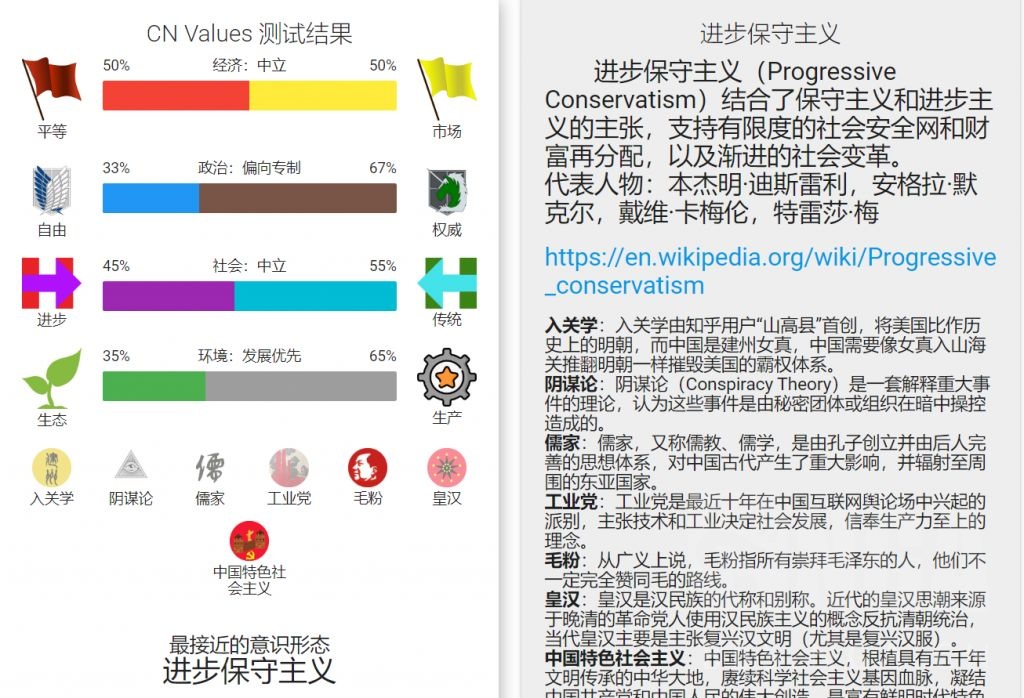 CN Values 测试结果
50% 经济：中立 50%
平等 市场
33% 政治：偏向专制 67%
自由 权威
45% 社会：中立 55%
进步 传统
35% 环境：发展优先 65%
生态 生产
入关学 阴谋论 儒家 工业党 毛粉 皇汉
中国特色社
会主义
最接近的意识形态
进步保守主义
进步保守主义
进步保守主义（Progressive
Conservatism）结合了保守主义和进步主
义的主张，支持有限度的社会安全网和财
富再分配，以及渐进的社会变革。
代表人物：本杰明·迪斯雷利，安格拉·默
克尔，戴维·卡梅伦，特雷莎·梅
https://en.wikipedia.org/wiki/Progressive
_conservatism
入关学：入关学由知乎用户“山高县”首创，将美国比作历
史上的明朝，而中国是建州女真，中国需要像女真入山海
关推翻明朝一样摧毁美国的霸权体系。
阴谋论：阴谋论（Conspiracy Theory）是一套解释重大事
件的理论，认为这些事件是由秘密团体或组织在暗中操控
造成的。
儒家：儒家，又称儒教、儒学，是由孔子创立并由后人完
善的思想体系，对中国古代产生了重大影响，并辐射至周
围的东亚国家。
工业党：工业党是最近十年在中国互联网舆论场中兴起的
派别，主张技术和工业决定社会发展，信奉生产力至上的
理念。
毛粉：从广义上说，毛粉指所有崇拜毛泽东的人，他们不
一定完全赞同毛的路线。
皇汉：皇汉是汉民族的代称和别称。近代的皇汉思潮来源
于晚清的革命党人使用汉民族主义的概念反抗清朝统治，
当代皇汉主要是主张复兴汉文明（尤其是复兴汉服）。
中国特色社会主义：中国特色社会主义，根植具有五千年
文明传承的中华大地，赓续科学社会主义基因血脉，凝结
中国共产党和中国人民的伟大创造，是富有鲜明时代特色